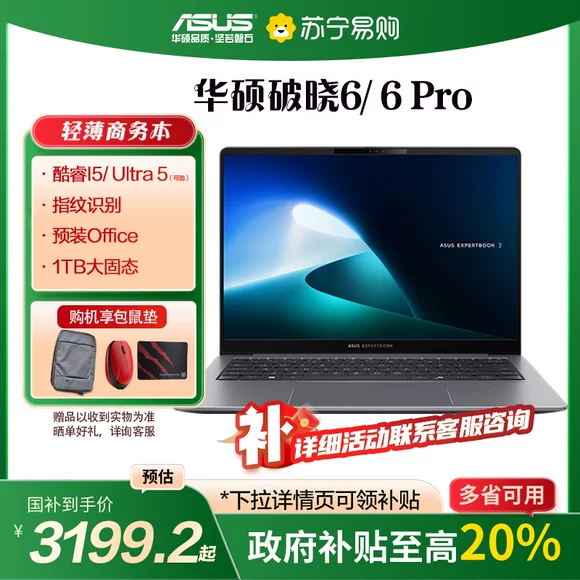 ASUS
华硕品质·坚若磐石
苏宁易购
华硕破晓6/ 6 Pro
轻薄商务本
酷睿I5/ Ultra 5(可选)
指纹识别
预装Office
1TB大固态
ASUS EXPERTBOOK
ASUS EXPERTBOOK
购机享包鼠垫
赠品以收到实物为准
晒单好礼，详询客服
补
详细活动联系客服咨询
预估
国补到手价
¥3199.2起
*下拉详情页可领补贴
多省可用
政府补贴至高20%